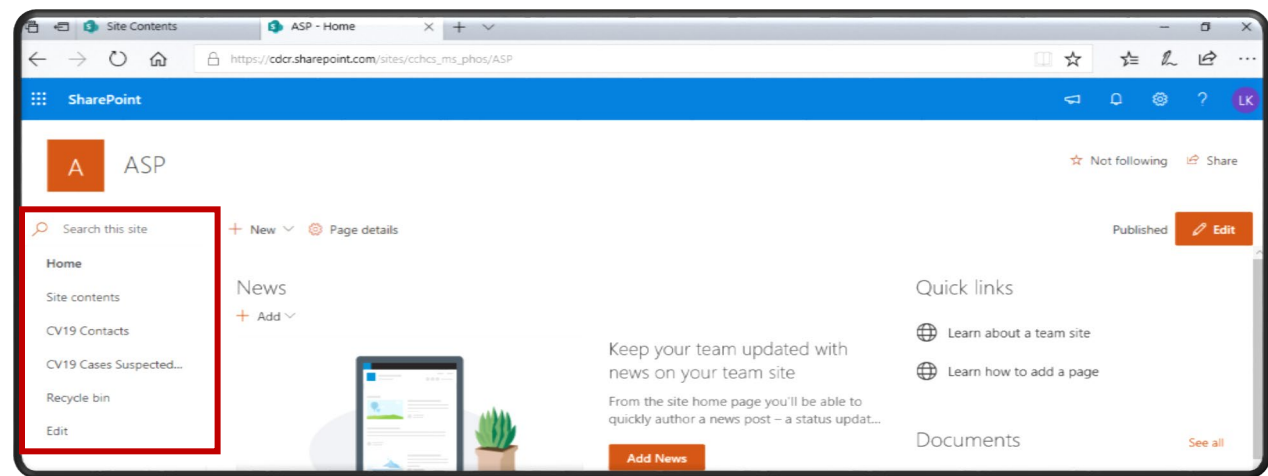 Site Contents
ASP - Home
https://cdcr.sharepoint.com/sites/cchcs_ms_phos/ASP
SharePoint
LK
A
ASP
Not following
Share
Search this site
New
Page details
Published
Edit
Home
Site contents
CV19 Contacts
CV19 Cases Suspected...
Recycle bin
Edit
News
Add
Keep your team updated with
news on your team site
From the site home page you'll be able to
quickly author a news post – a status updat...
Add News
Quick links
Learn about a team site
Learn how to add a page
Documents
See all